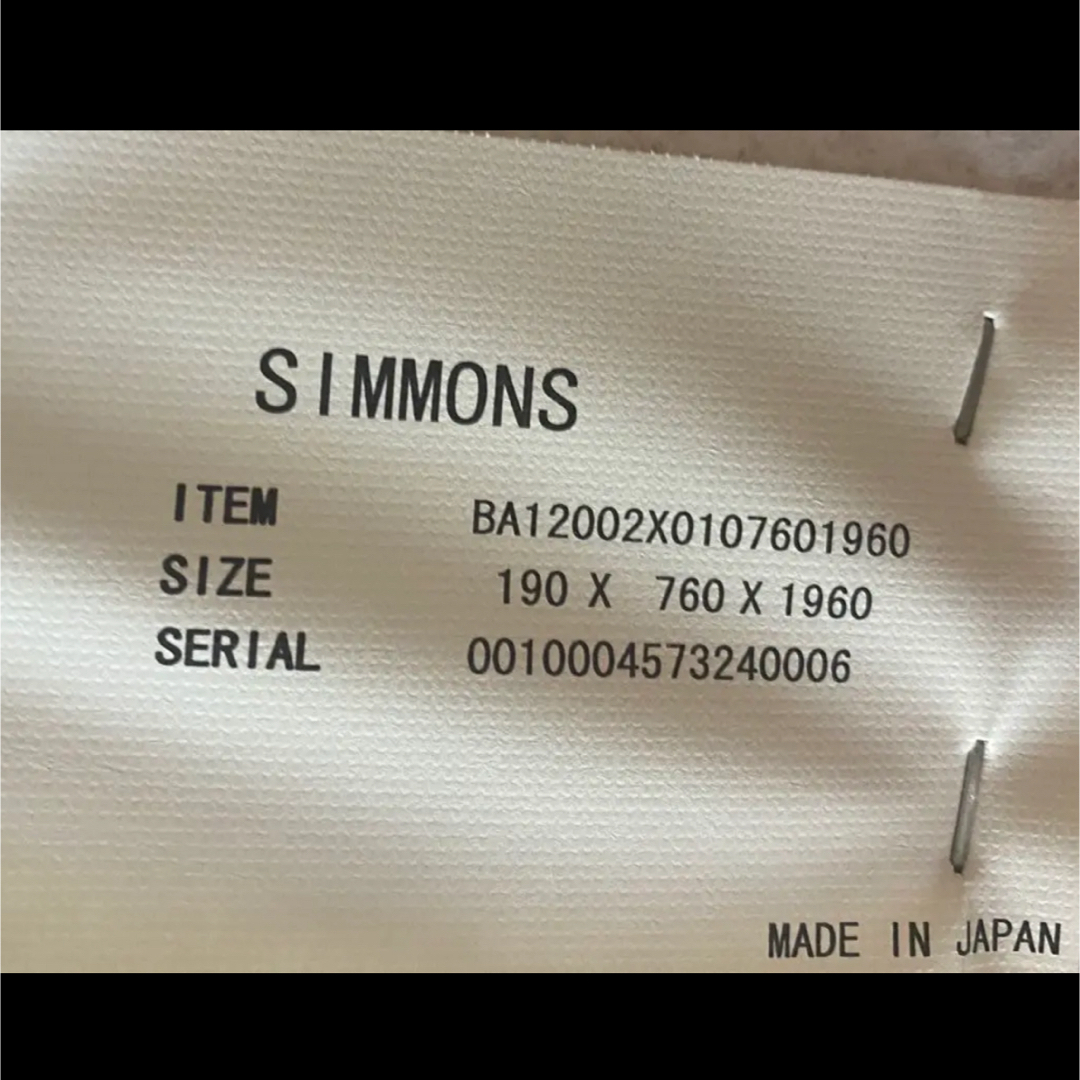 SIMMONS
ITEM BA12002X0107601960
SIZE 190 X 760 X 1960
SERIAL 0010004573240006
MADE IN JAPAN